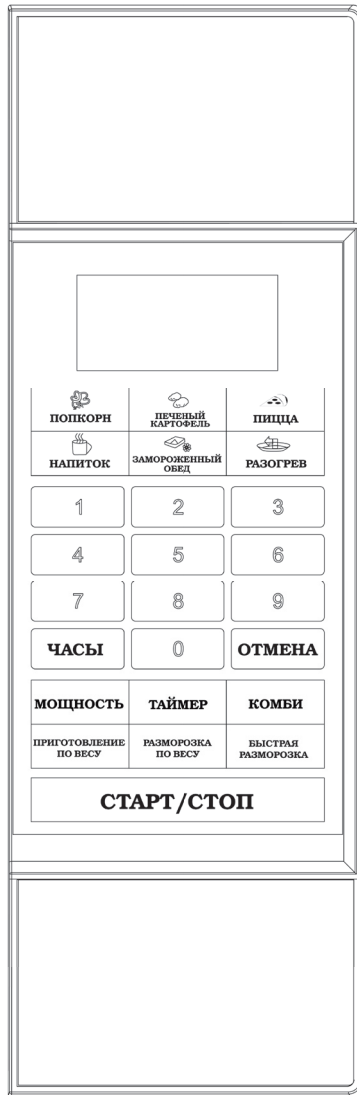 ПОПКОРН
ПЕЧЕНЫЙ
КАРТОФЕЛЬ
ПИЦЦА
НАПИТОК
ЗАМОРОЖЕННЫЙ
ОБЕД
РАЗОГРЕВ
1 2 3
4 5 6
7 8 9
ЧАСЫ 0 ОТМЕНА
МОЩНОСТЬ ТАЙМЕР КОМБИ
ПРИГОТОВЛЕНИЕ
ПО ВЕСУ
РАЗМОРОЗКА
ПО ВЕСУ
БЫСТРАЯ
РАЗМОРОЗКА
СТАРТ/СТОП